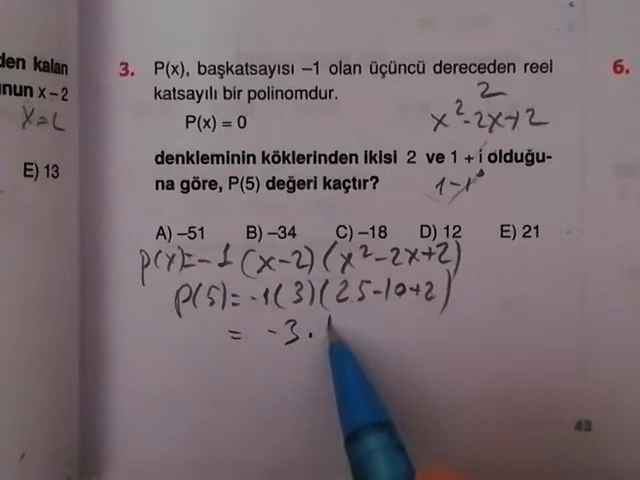 den kalan
nun x – 2
x=2
E) 13
3. P(x), başkatsayısı –1 olan üçüncü dereceden reel
katsayılı bir polinomdur.
P(x) = 0
2
x²-2x+2
denkleminin köklerinden ikisi 2 ve 1 + i olduğu-
na göre, P(5) değeri kaçtır?
1-i
A) –51 B) –34 C) –18 D) 12 E) 21
p(x)=-1 (x-2) (x²-2x+2)
p(5)= -1(3)(25-10+2)
= -3.1
43
6.